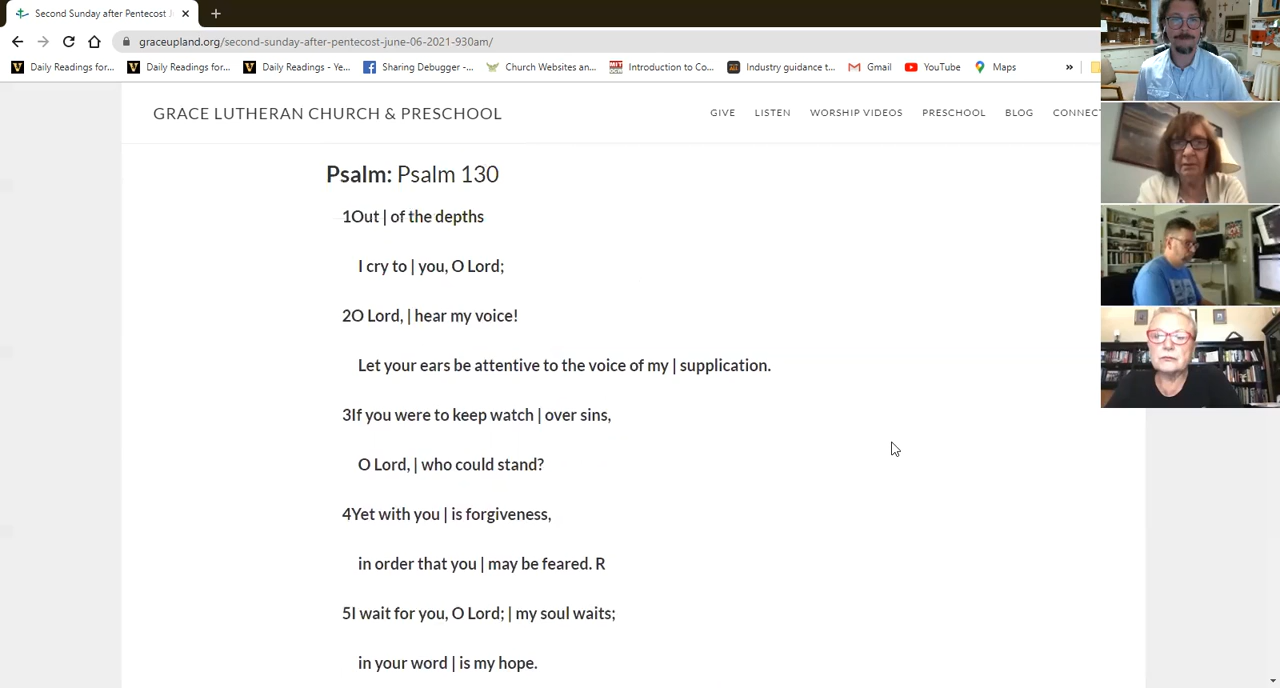 Second Sunday after Pentecost
graceupland.org/second-sunday-after-pentecost-june-06-2021-930am/
Daily Readings for...
Daily Readings for...
Daily Readings - Ye...
Sharing Debugger -...
Church Websites an...
Introduction to Co...
Industry guidance t...
Gmail
YouTube
Maps
»
GRACE LUTHERAN CHURCH & PRESCHOOL
GIVE LISTEN WORSHIP VIDEOS PRESCHOOL BLOG CONNECT
Psalm: Psalm 130
1Out | of the depths
I cry to | you, O Lord;
2O Lord, | hear my voice!
Let your ears be attentive to the voice of my | supplication.
3If you were to keep watch | over sins,
O Lord, | who could stand?
4Yet with you | is forgiveness,
in order that you | may be feared. R
5I wait for you, O Lord; | my soul waits;
in your word | is my hope.